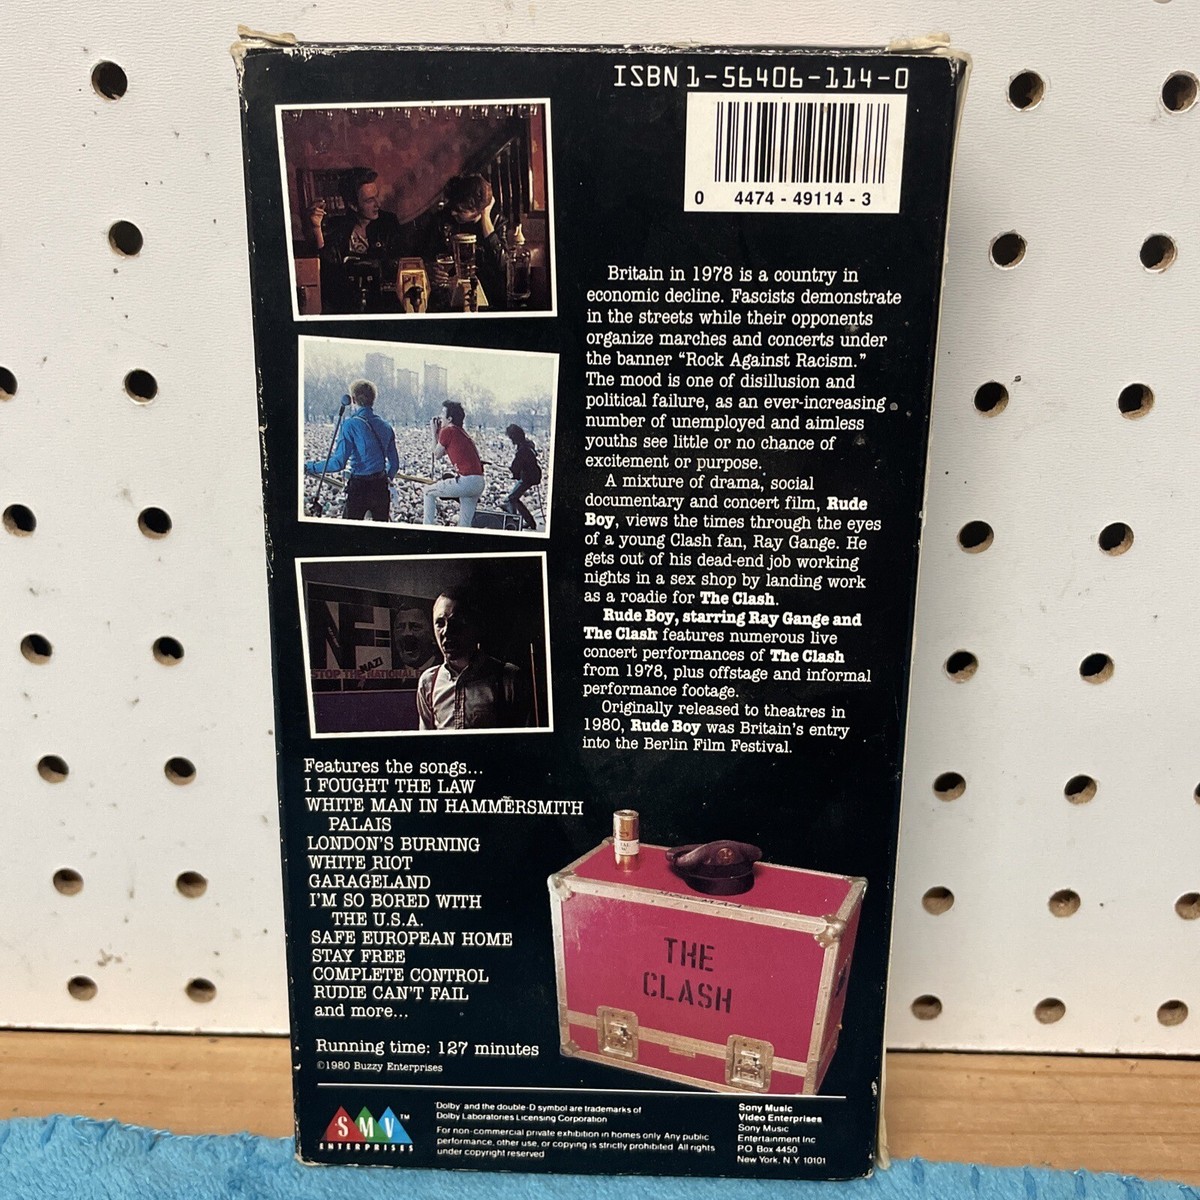 ISBN 1-56406-114-0
0 4474 - 49114 - 3
Britain in 1978 is a country in
economic decline. Fascists demonstrate
in the streets while their opponents
organize marches and concerts under
the banner “Rock Against Racism.”
The mood is one of disillusion and
political failure, as an ever-increasing
number of unemployed and aimless
youths see little or no chance of
excitement or purpose.
A mixture of drama, social
documentary and concert film, Rude
Boy, views the times through the eyes
of a young Clash fan, Ray Gange. He
gets out of his dead-end job working
nights in a sex shop by landing work
as a roadie for The Clash.
Rude Boy, starring Ray Gange and
The Clash features numerous live
concert performances of The Clash
from 1978, plus offstage and informal
performance footage.
Originally released to theatres in
1980, Rude Boy was Britain's entry
into the Berlin Film Festival.
NF=
STOP THE NAZI
NATIONAL
Features the songs...
I FOUGHT THE LAW
WHITE MAN IN HAMMERSMITH
PALAIS
LONDON'S BURNING
WHITE RIOT
GARAGELAND
I'M SO BORED WITH
THE U.S.A.
SAFE EUROPEAN HOME
STAY FREE
COMPLETE CONTROL
RUDIE CAN'T FAIL
and more...
Running time: 127 minutes
©1980 Buzzy Enterprises
THE
CLASH
SMV™
ENTERPRISES
Dolby and the double-D symbol are trademarks of
Dolby Laboratories Licensing Corporation
For non-commercial private exhibition in homes only. Any public
performance, other use, or copying is strictly prohibited. All rights
under copyright reserved
Sony Music
Video Enterprises
Sony Music
Entertainment Inc
P.O. Box 4450
New York, N.Y. 10101